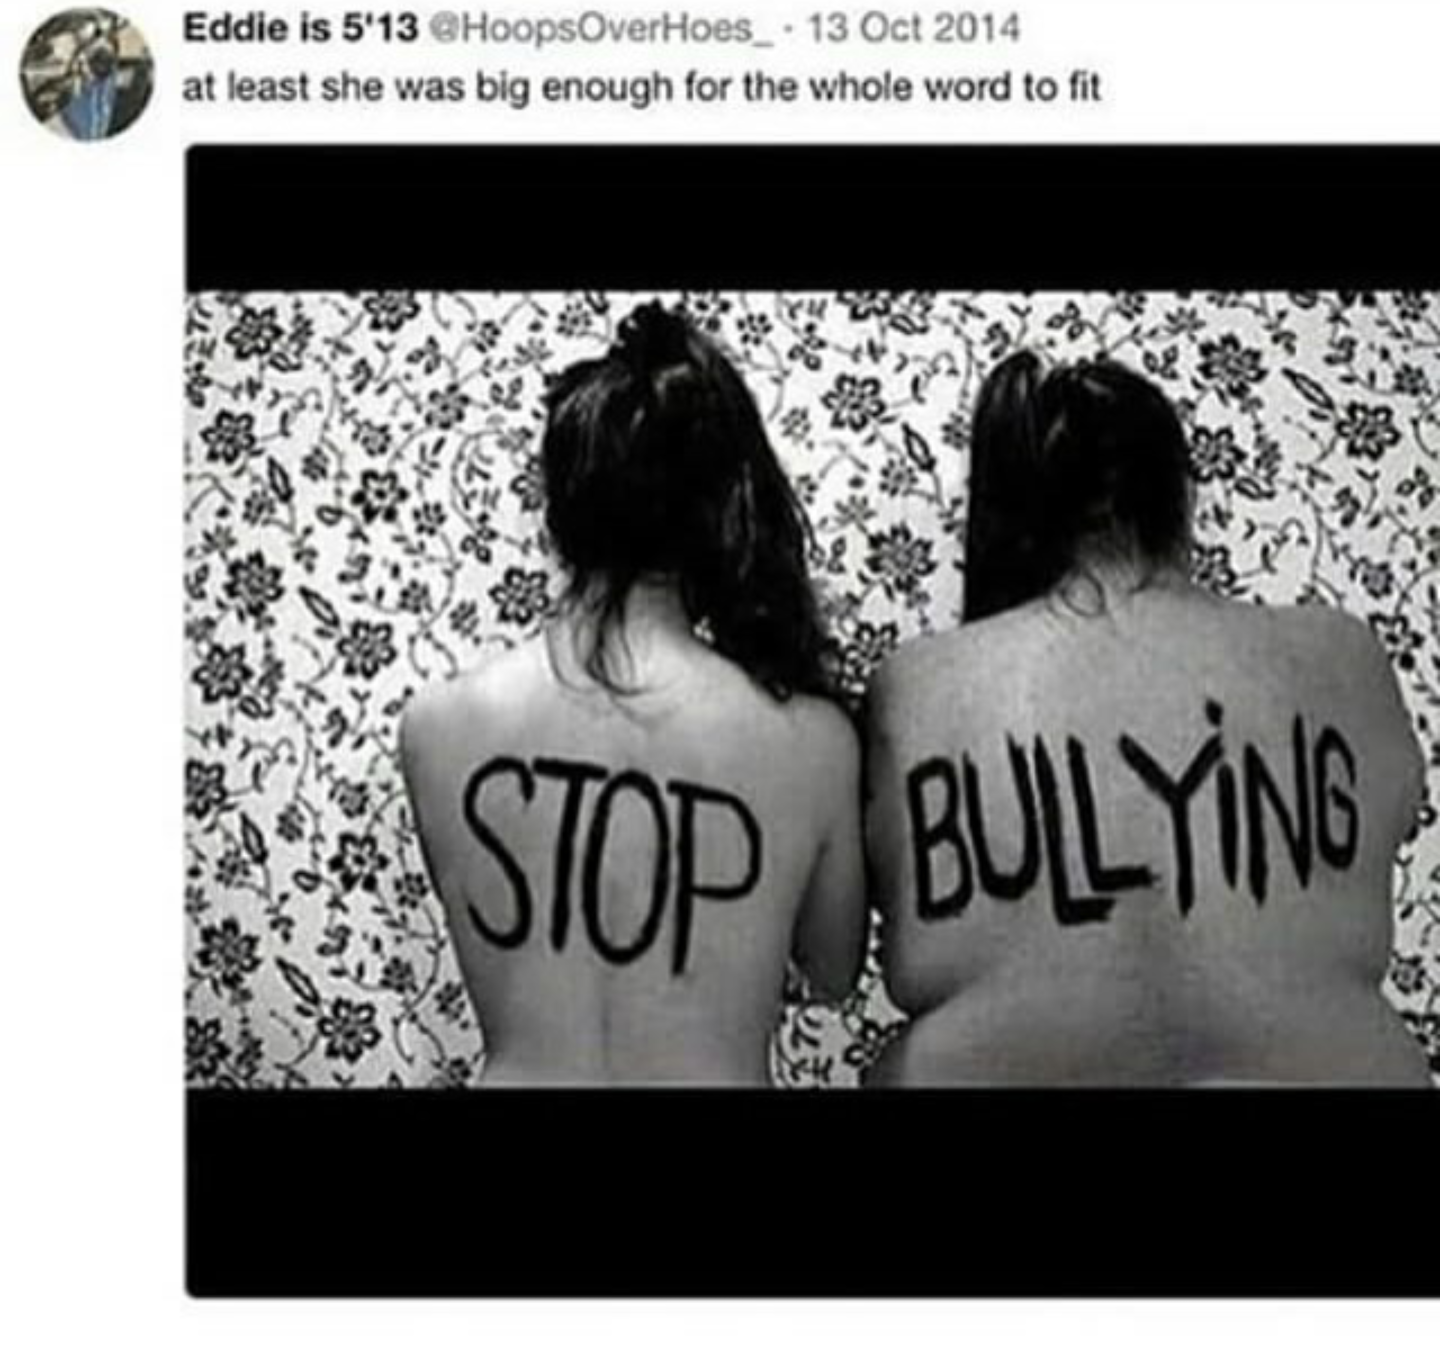 Eddie is 5'13 @HoopsOverHoes_ · 13 Oct 2014
at least she was big enough for the whole word to fit
STOP BULLYiNG